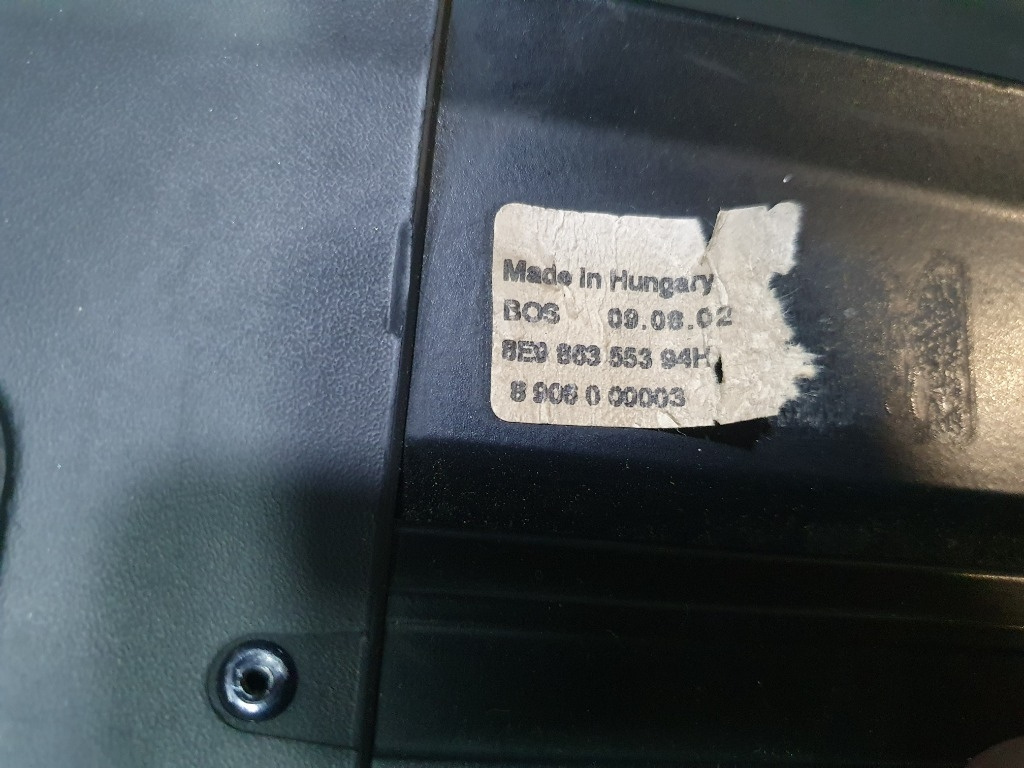 Made in Hungary
BOS 09.08.02
8E9 863 553 94H
8 906 0 00003